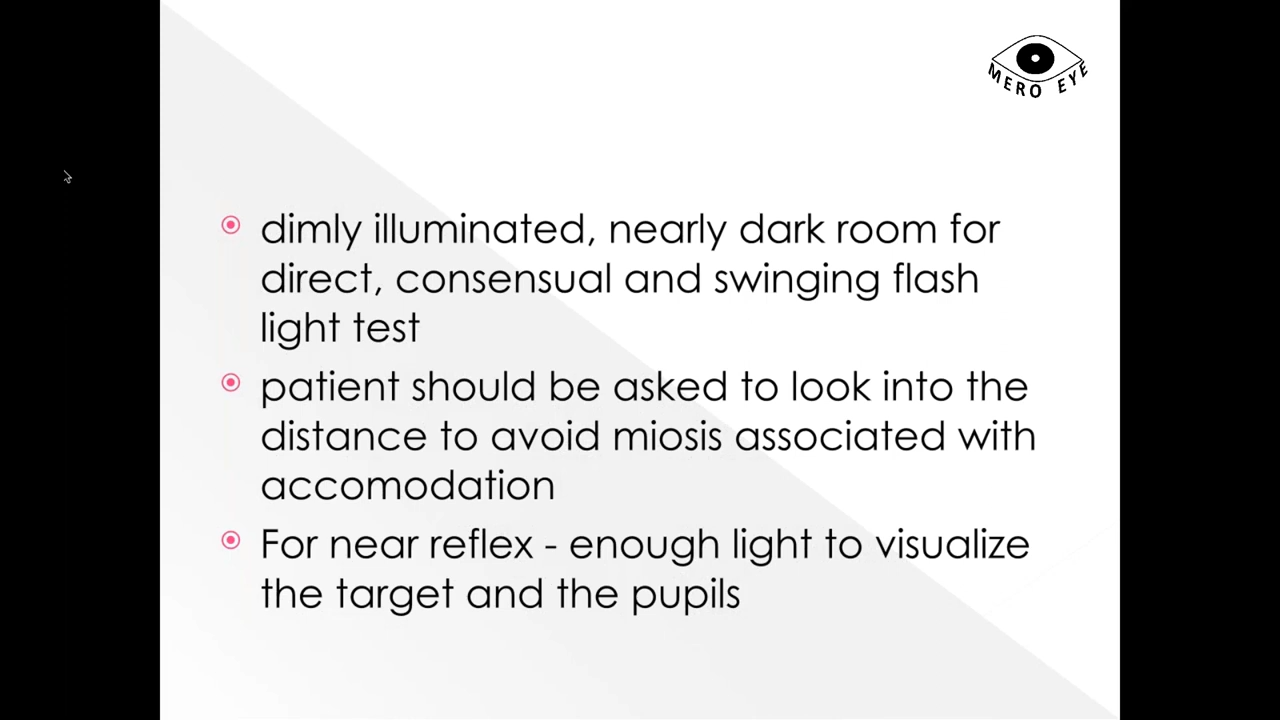 MERO EYE
dimly illuminated, nearly dark room for
direct, consensual and swinging flash
light test
patient should be asked to look into the
distance to avoid miosis associated with
accomodation
For near reflex - enough light to visualize
the target and the pupils